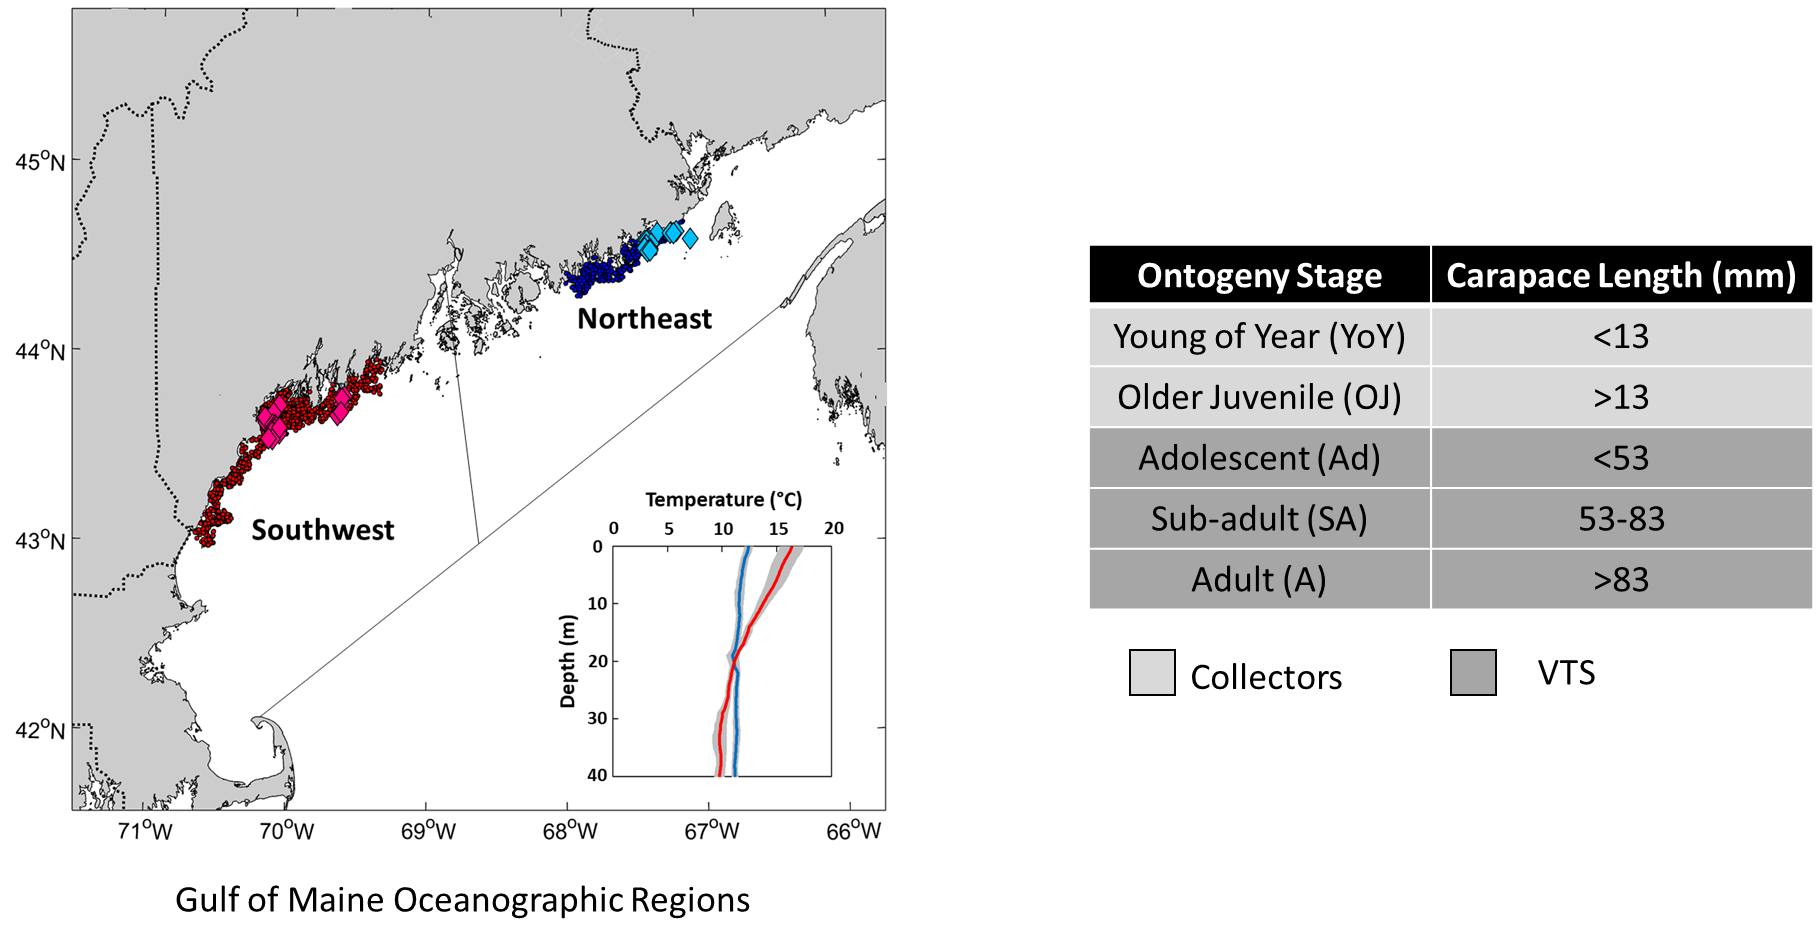 45°N
44°N
43°N
42°N
71°W
70°W
69°W
68°W
67°W
66°W
Northeast
Southwest
Temperature (°C)
0 5 10 15 20
Depth (m)
0
10
20
30
40
Gulf of Maine Oceanographic Regions
Ontogeny Stage Carapace Length (mm)
Young of Year (YoY) <13
Older Juvenile (OJ) >13
Adolescent (Ad) <53
Sub-adult (SA) 53-83
Adult (A) >83
Collectors VTS